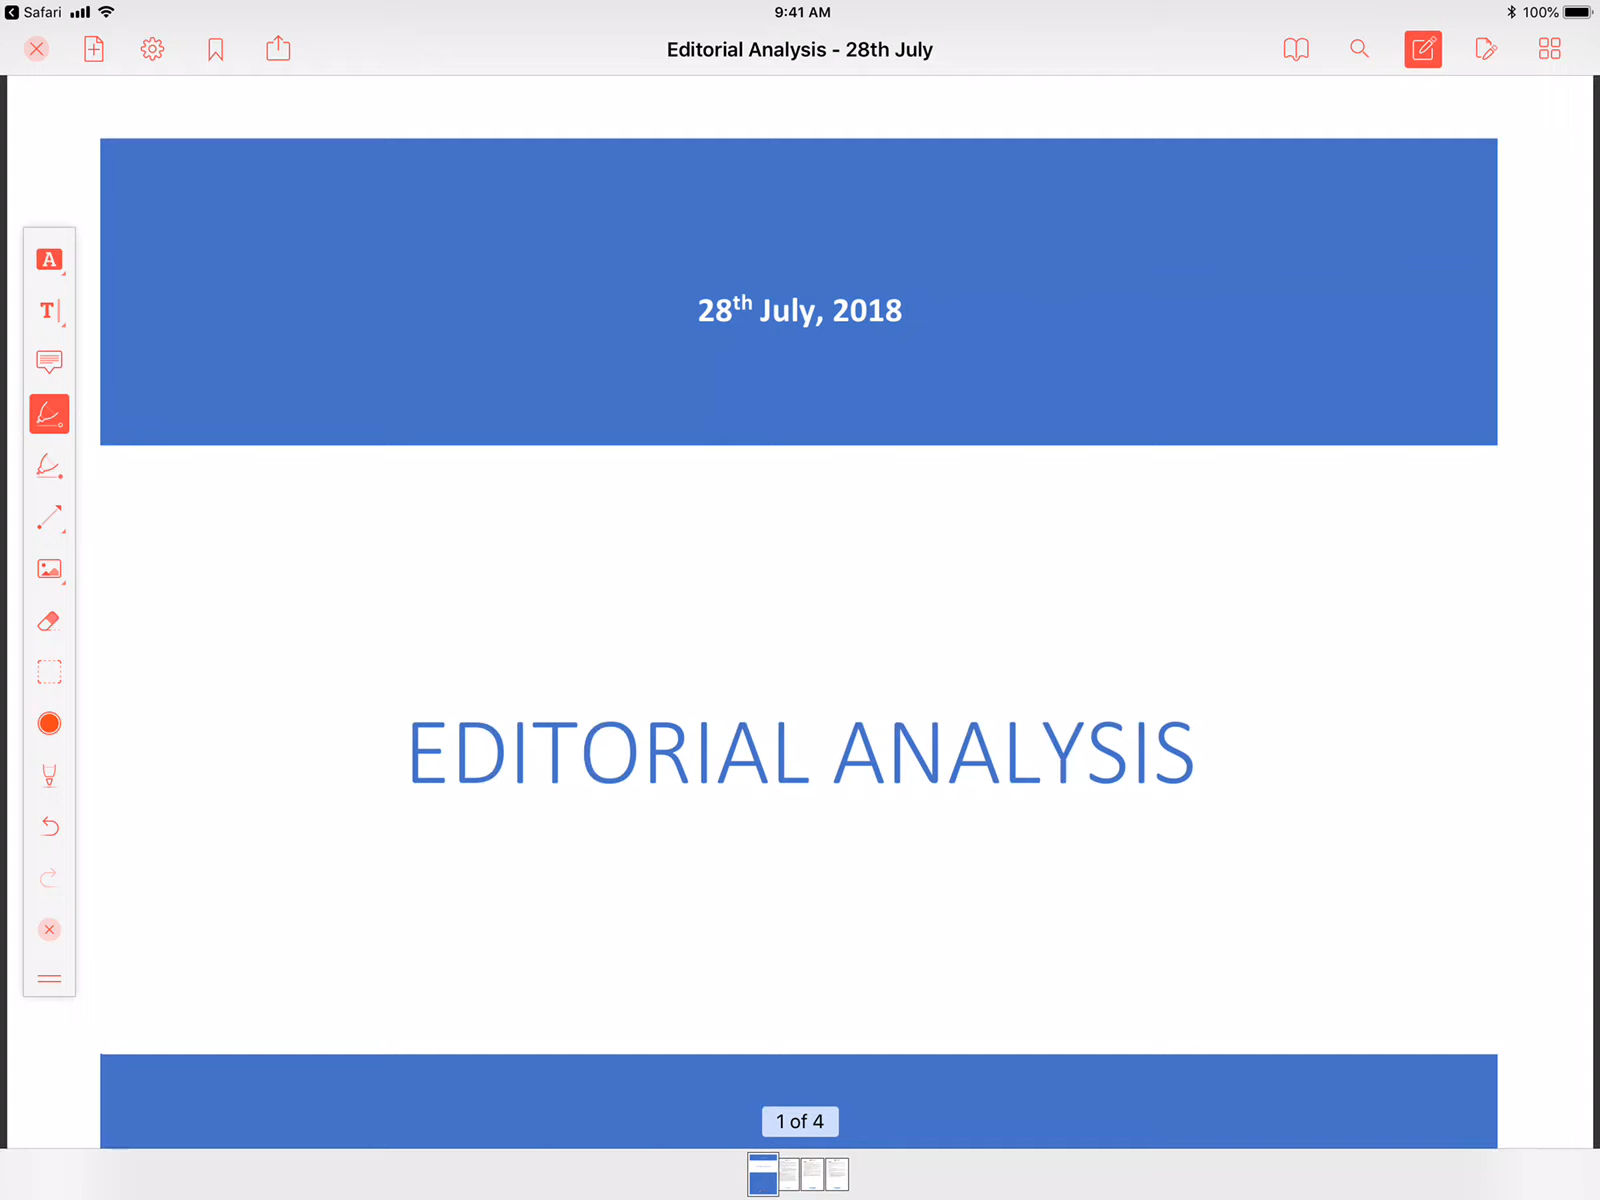 Safari 9:41 AM 100%
Editorial Analysis - 28th July
28th July, 2018
A
T
EDITORIAL ANALYSIS
1 of 4